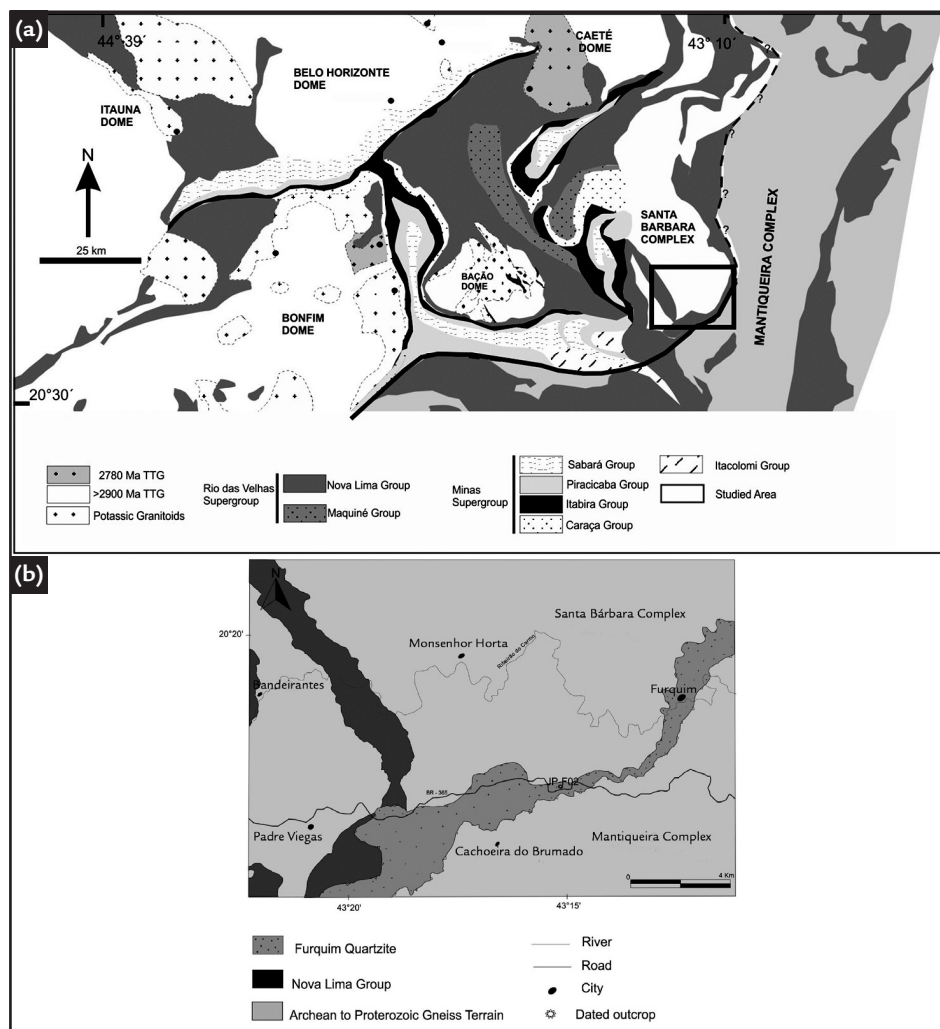 (a)
44°39´
43°10´
CAETÉ
DOME
BELO HORIZONTE
DOME
ITAUNA
DOME
N
25 km
SANTA
BARBARA
COMPLEX
MANTIQUEIRA COMPLEX
BAÇÃO
DOME
BONFIM
DOME
20°30´
? ? ? ? ?
2780 Ma TTG
>2900 Ma TTG
Potassic Granitoids
Rio das Velhas
Supergroup
Nova Lima Group
Maquiné Group
Minas
Supergroup
Sabará Group
Piracicaba Group
Itabira Group
Caraça Group
Itacolomi Group
Studied Area
(b)
N
Santa Bárbara Complex
20°20'
Monsenhor Horta
Ribeirão do Carmo
Bandeirantes
Furquim
JP-F02
BR - 365
Padre Viegas
Cachoeira do Brumado
Mantiqueira Complex
0 4 Km
43°20'
43°15'
Furquim Quartzite
Nova Lima Group
Archean to Proterozoic Gneiss Terrain
River
Road
City
Dated outcrop